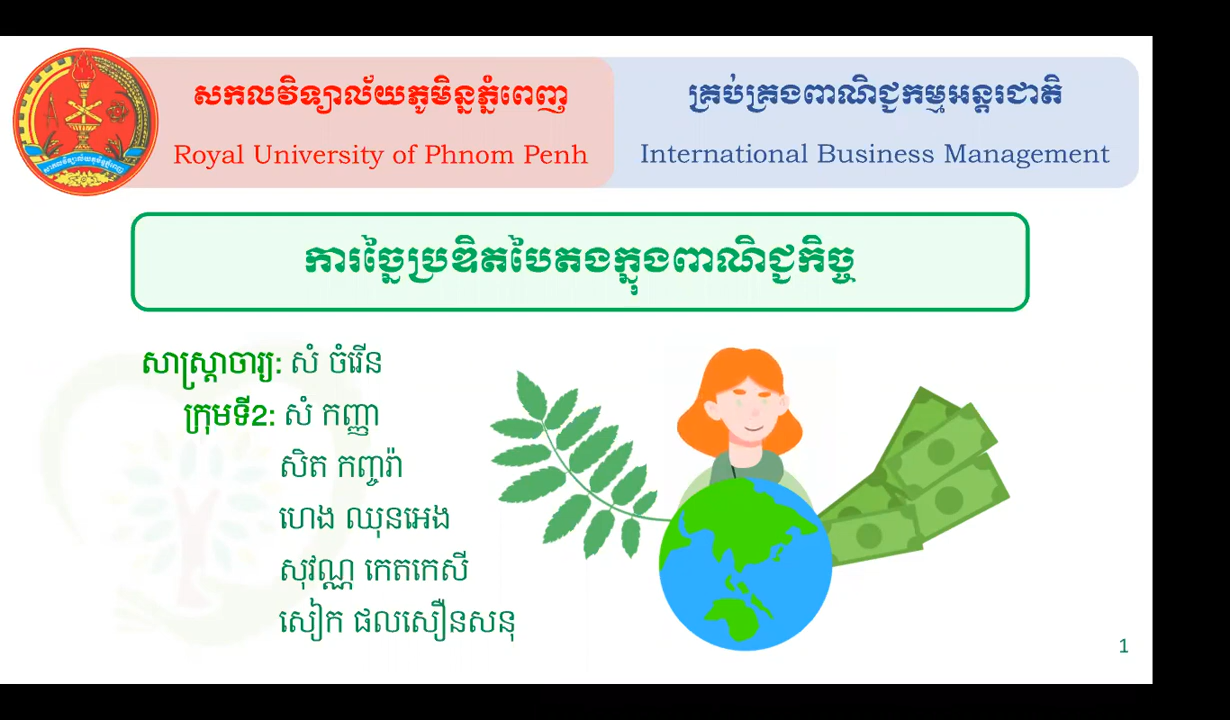 សកលវិទ្យាល័យភូមិន្ទភ្នំពេញ
Royal University of Phnom Penh
គ្រប់គ្រងពាណិជ្ជកម្មអន្តរជាតិ
International Business Management
ការច្នៃប្រឌិតបៃតងក្នុងពាណិជ្ជកិច្ច
សាស្ត្រាចារ្យ: សំ ចំរើន
ក្រុមទី2: សំ កញ្ញា
សិត កញ្ចរ៉ា
ហេង ឈុនអេង
សុវណ្ណ កេតកេសី
សៀក ផលសឿនសនុ
1